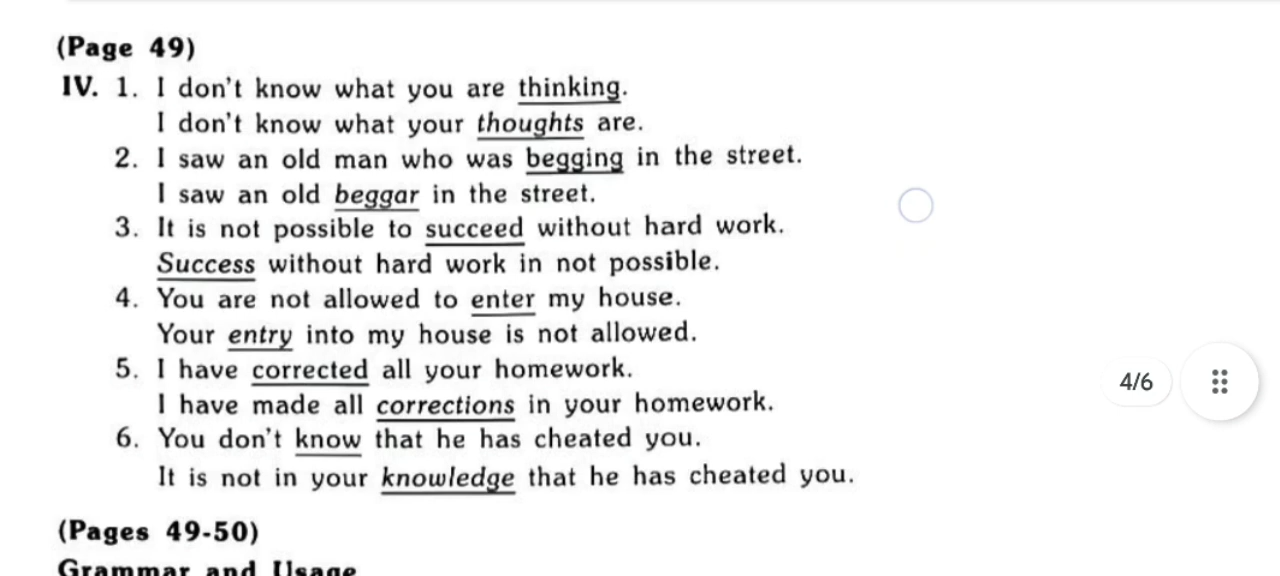 (Page 49)
IV. 1. I don't know what you are thinking.
I don't know what your thoughts are.
2. I saw an old man who was begging in the street.
I saw an old beggar in the street.
3. It is not possible to succeed without hard work.
Success without hard work in not possible.
4. You are not allowed to enter my house.
Your entry into my house is not allowed.
5. I have corrected all your homework.
I have made all corrections in your homework.
6. You don't know that he has cheated you.
It is not in your knowledge that he has cheated you.
4/6
(Pages 49-50)
Grammar and Usage